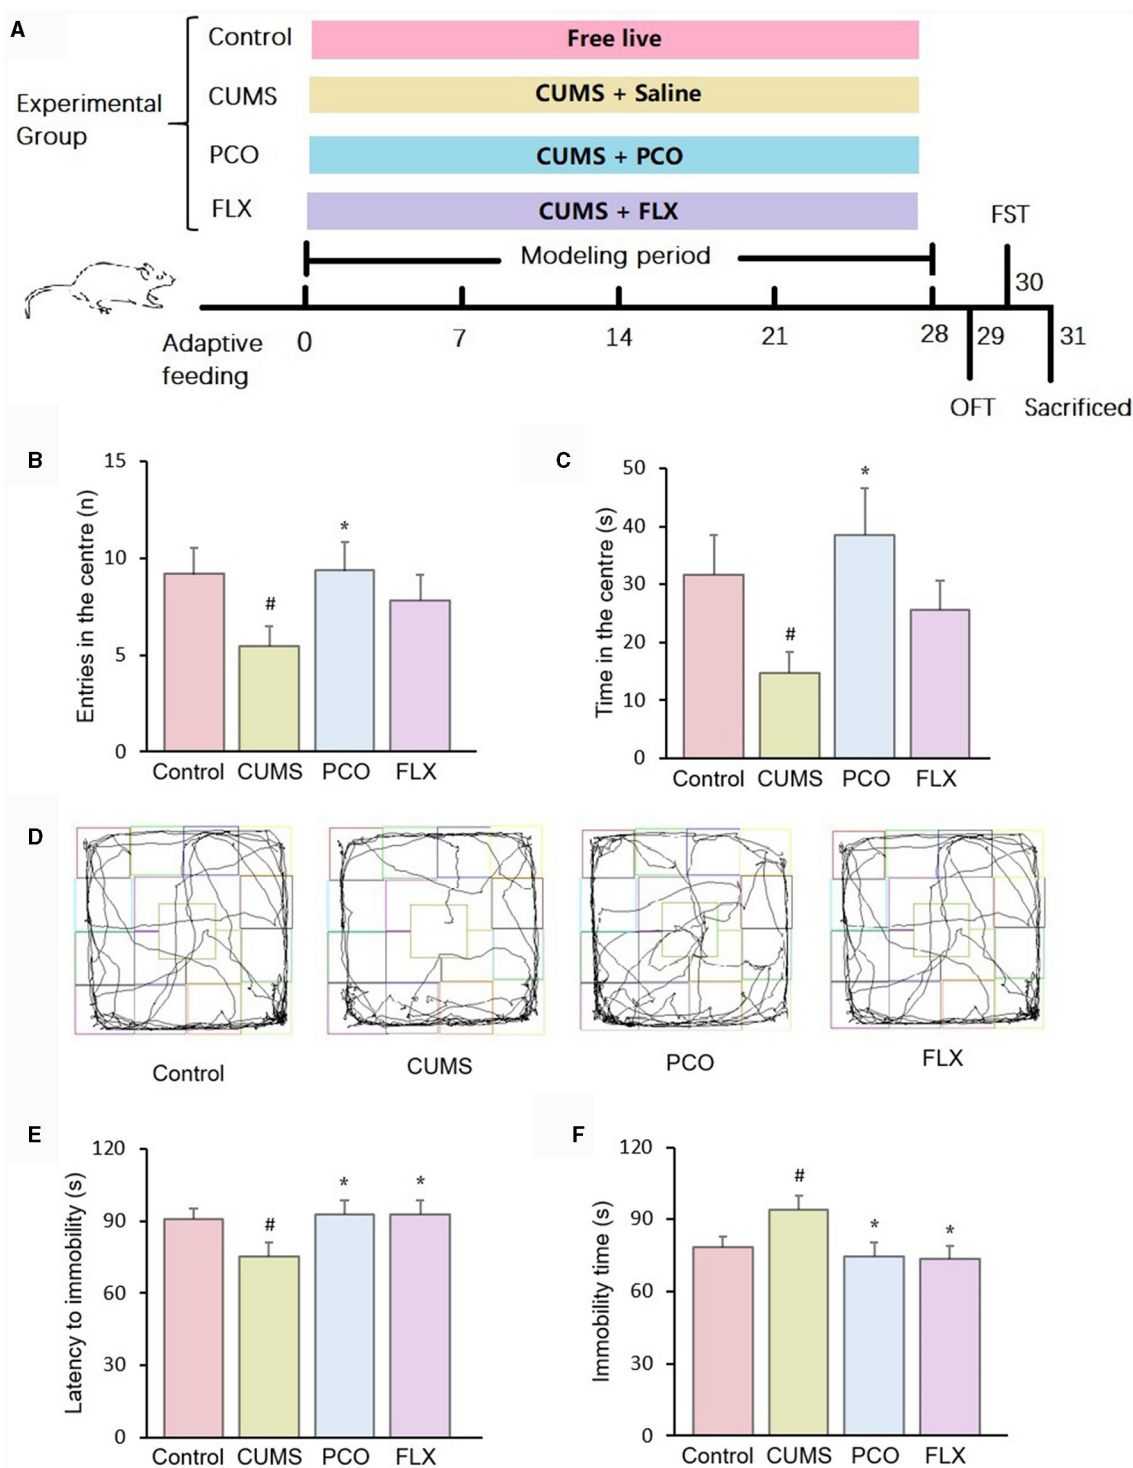 A
Control
Free live
CUMS
CUMS + Saline
Experimental
Group
PCO
CUMS + PCO
FLX
CUMS + FLX
FST
Modeling period
30
Adaptive
feeding
0
7
14
21
28
29
31
OFT
Sacrificed
B
15
10
5
0
Entries in the centre (n)
#
*
Control
CUMS
PCO
FLX
C
50
40
30
20
10
0
Time in the centre (s)
#
*
Control
CUMS
PCO
FLX
D
Control
CUMS
PCO
FLX
E
120
90
60
30
0
Latency to immobility (s)
#
*
*
Control
CUMS
PCO
FLX
F
120
90
60
30
0
Immobility time (s)
#
*
*
Control
CUMS
PCO
FLX